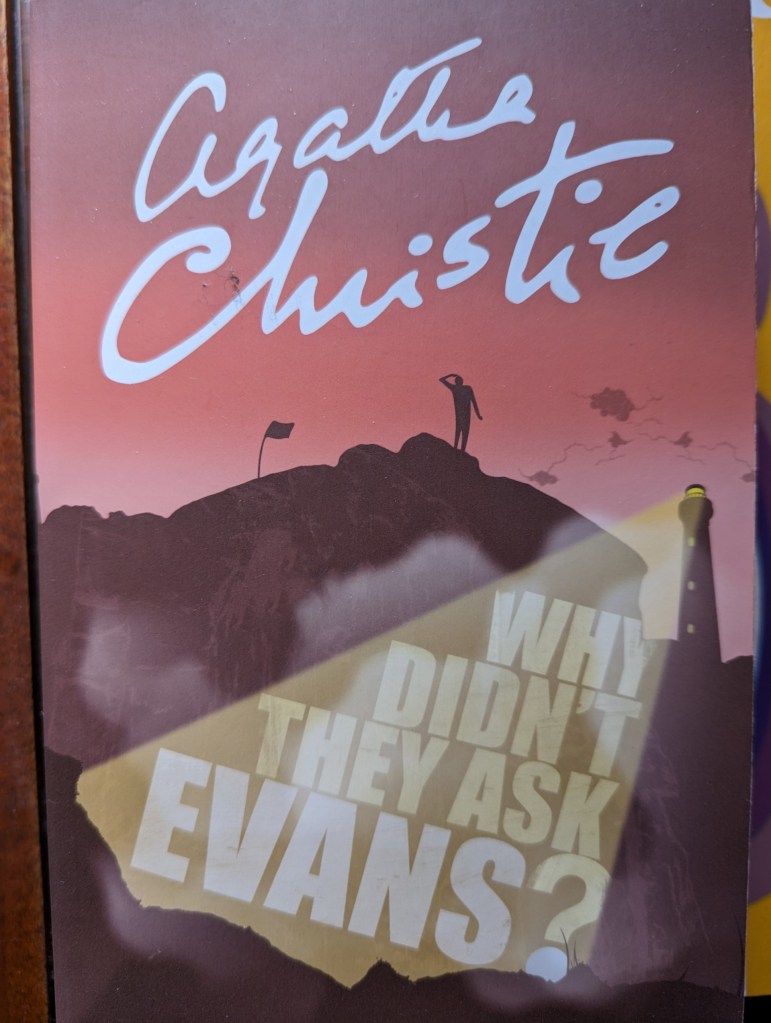 Agatha
Christie
WHY
DIDN'T
THEY ASK
EVANS?